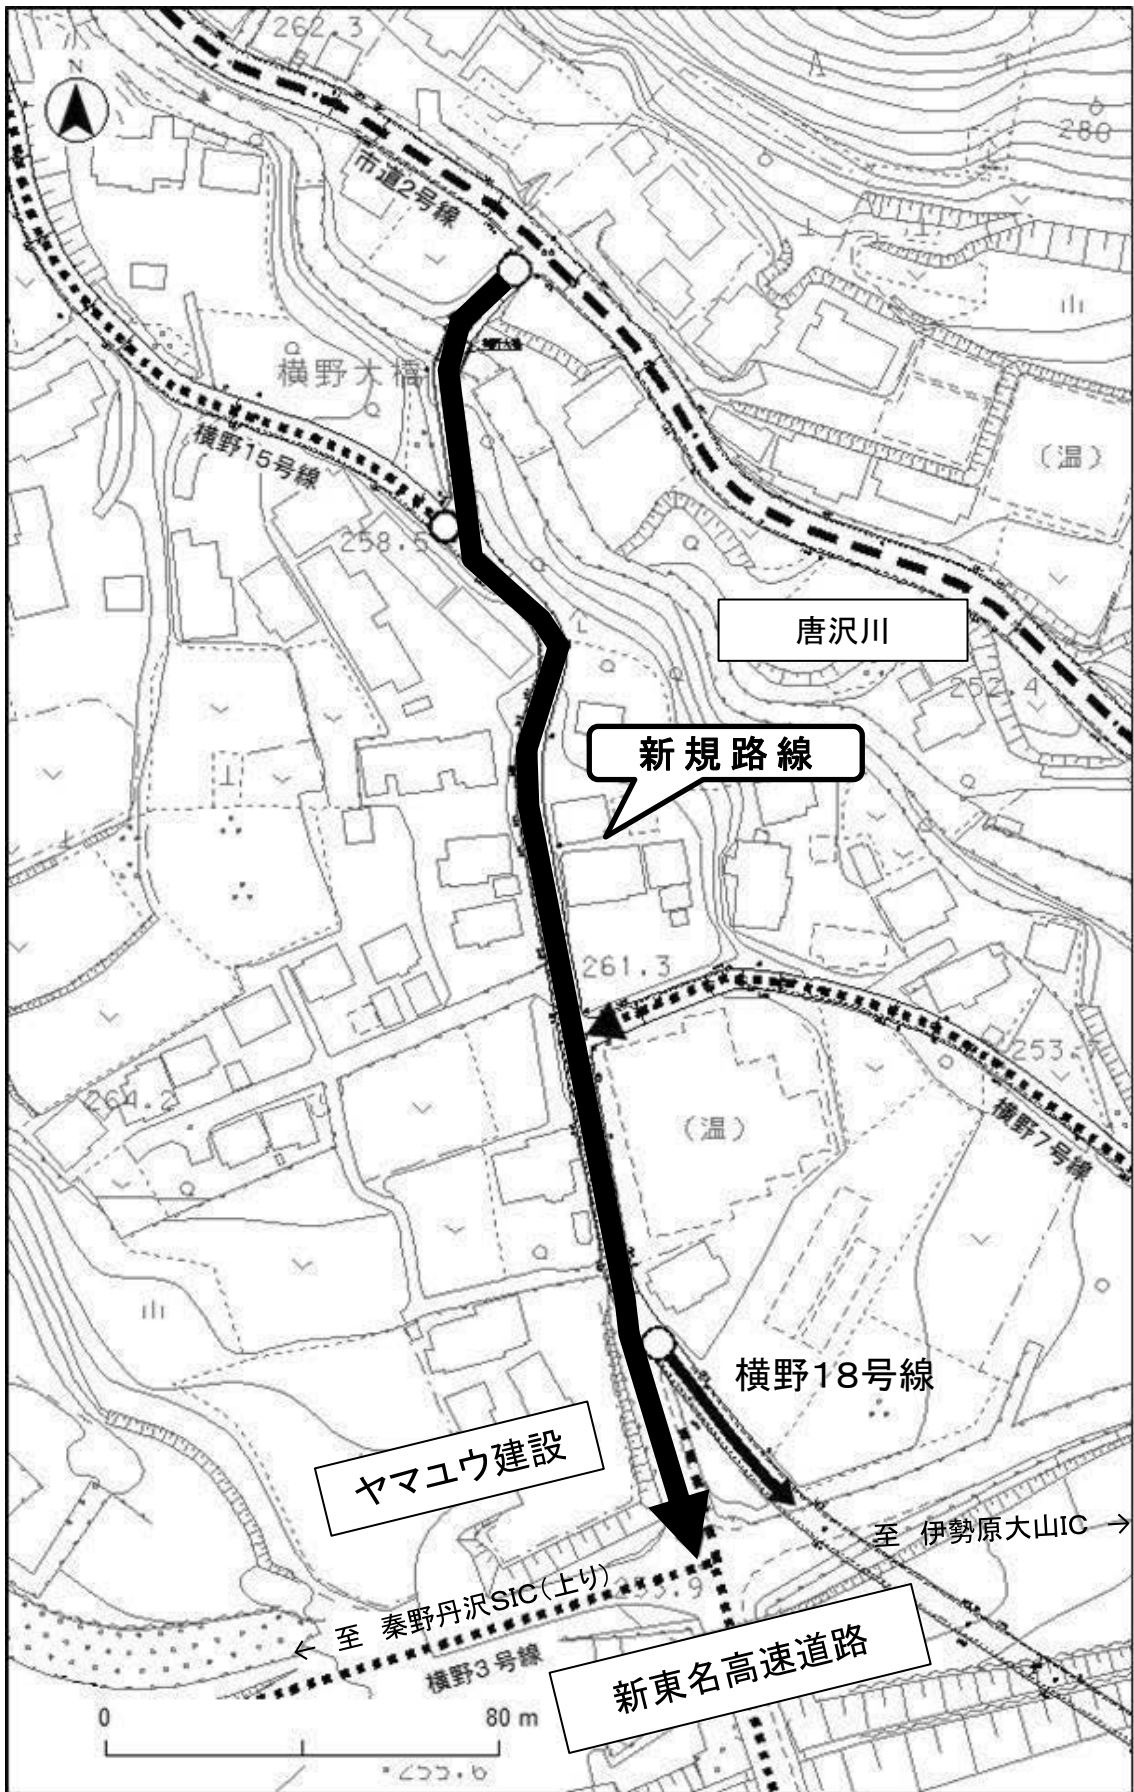 262.3
N
280
市道2号線
横野大橋
横野15号線
(温)
258.5
唐沢川
252.4
新規路線
261.3
253.
264.2
横野7号線
(温)
横野18号線
ヤマユウ建設
至 伊勢原大山IC →
← 至 秦野丹沢SIC(上り)
横野3号線
新東名高速道路
0 80 m
255.6